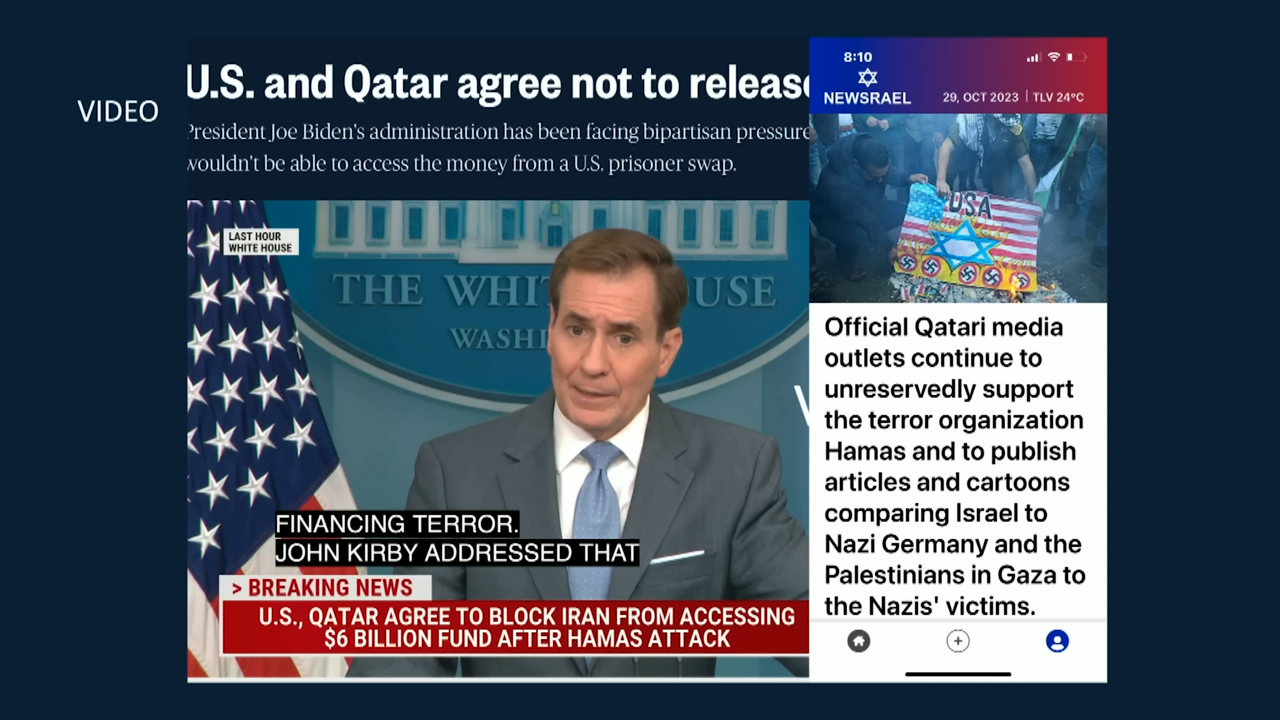 VIDEO
U.S. and Qatar agree not to release
President Joe Biden's administration has been facing bipartisan pressure
wouldn't be able to access the money from a U.S. prisoner swap.
LAST HOUR
WHITE HOUSE
THE WHITE HOUSE
WASHI
FINANCING TERROR.
JOHN KIRBY ADDRESSED THAT
> BREAKING NEWS
U.S., QATAR AGREE TO BLOCK IRAN FROM ACCESSING
$6 BILLION FUND AFTER HAMAS ATTACK
8:10
NEWSRAEL
29, OCT 2023 | TLV 24°C
USA
Official Qatari media
outlets continue to
unreservedly support
the terror organization
Hamas and to publish
articles and cartoons
comparing Israel to
Nazi Germany and the
Palestinians in Gaza to
the Nazis' victims.